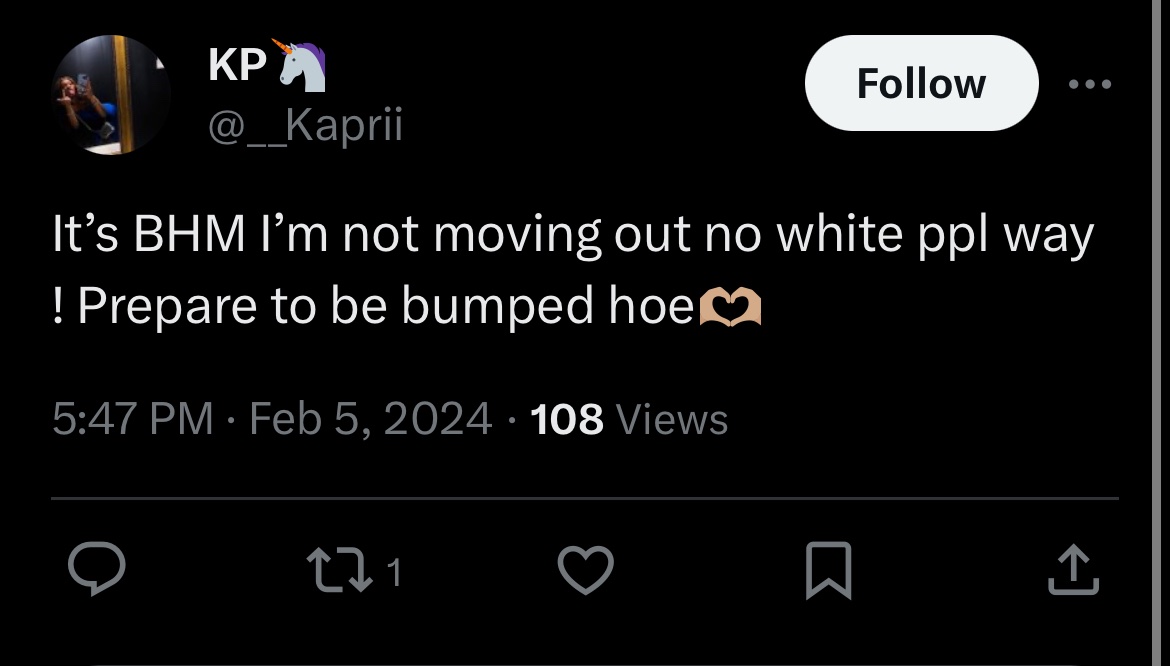 KP🦄
@__Kaprii
Follow
It’s BHM I’m not moving out no white ppl way
! Prepare to be bumped hoe🫶🏽
5:47 PM · Feb 5, 2024 · 108 Views
1